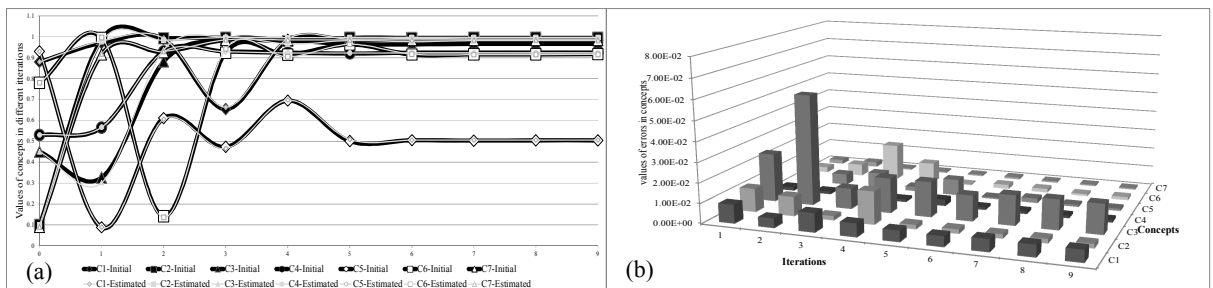 Values of concepts in different iterations
1.1
1
0.9
0.8
0.7
0.6
0.5
0.4
0.3
0.2
0.1
0
0 1 2 3 4 5 6 7 8 9
(a)
C1-Initial C2-Initial C3-Initial C4-Initial C5-Initial C6-Initial C7-Initial
C1-Estimated C2-Estimated C3-Estimated C4-Estimated C5-Estimated C6-Estimated C7-Estimated
values of errors in concepts
8.00E-02
7.00E-02
6.00E-02
5.00E-02
4.00E-02
3.00E-02
2.00E-02
1.00E-02
0.00E+00
1 2 3 4 5 6 7 8 9
Iterations
C7
C6
C5
C4
C3
C2
C1
Concepts
(b)